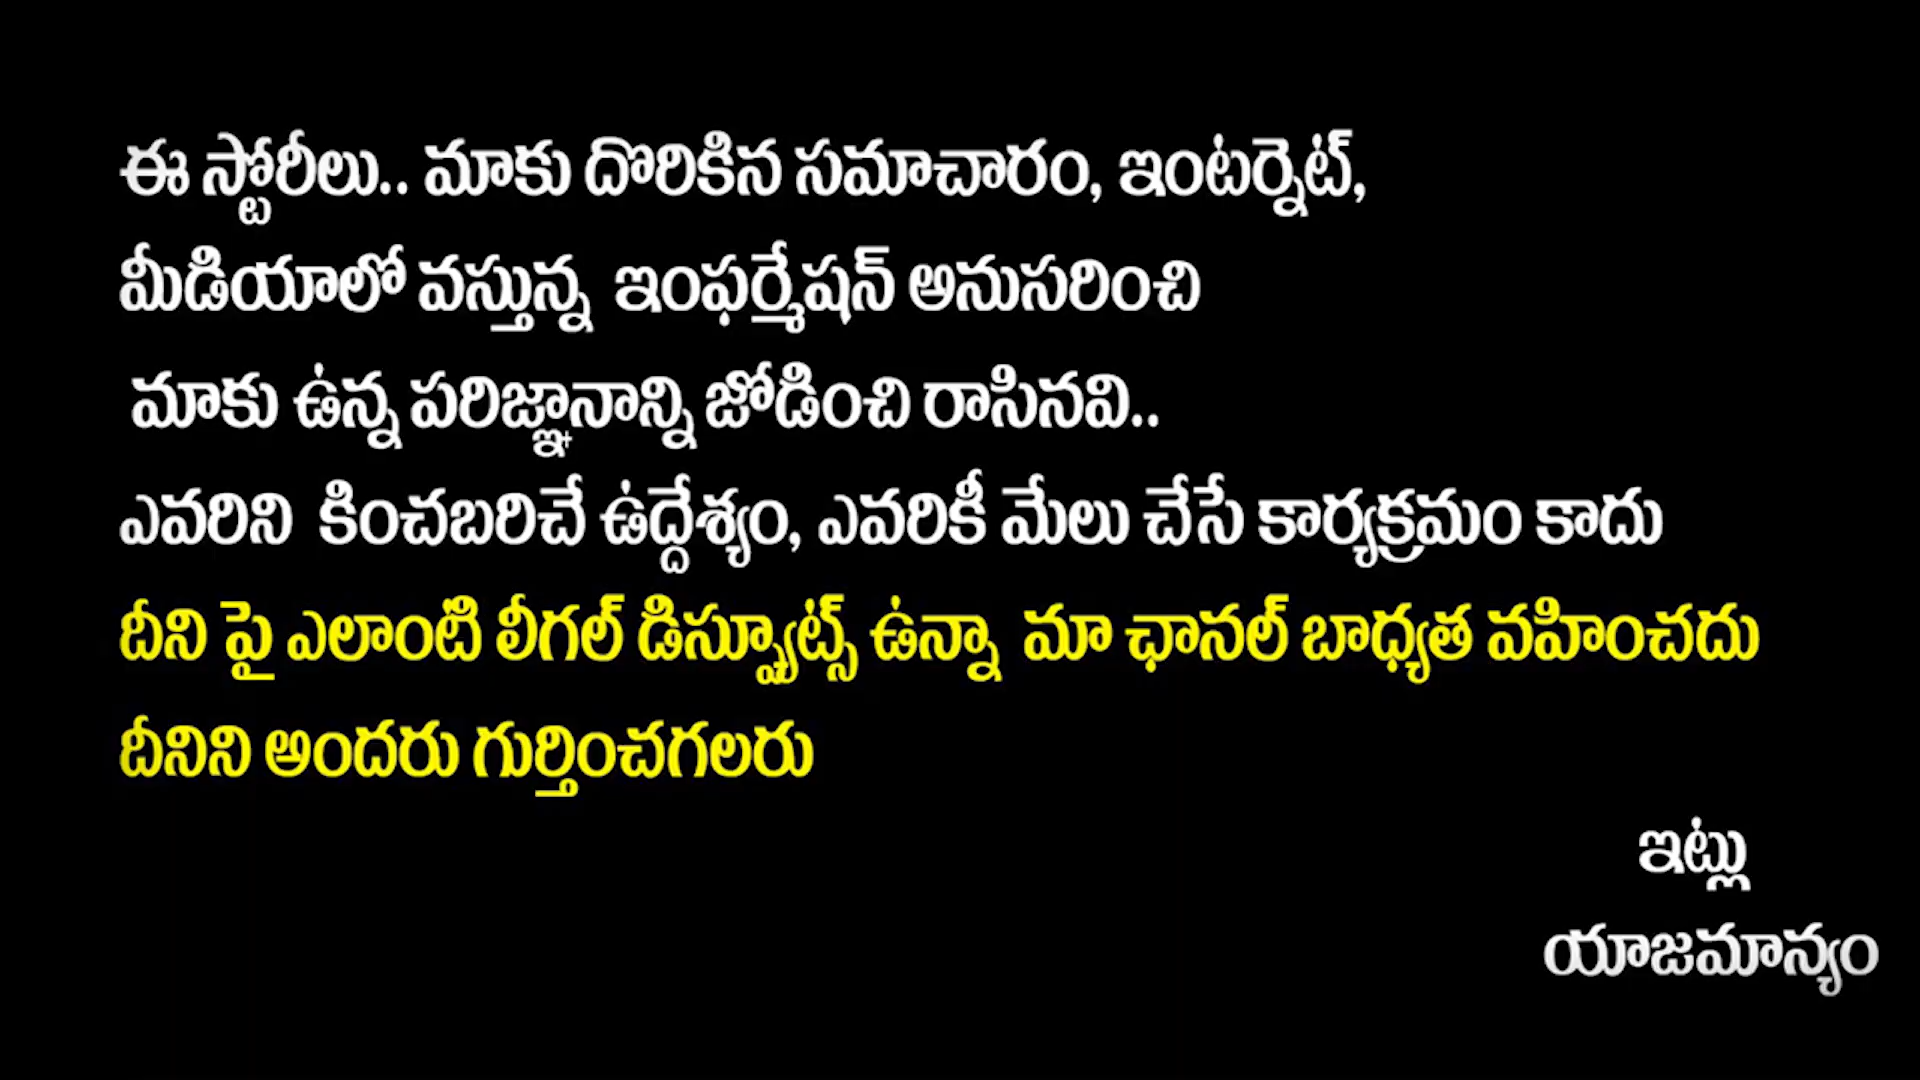 ఈ స్టోరీలు.. మాకు దొరికిన సమాచారం, ఇంటర్నెట్,
మీడియాలో వస్తున్న ఇంఫర్మేషన్ అనుసరించి
మాకు ఉన్న పరిజ్ఞానాన్ని జోడించి రాసినవి..
ఎవరిని కించబరిచే ఉద్దేశ్యం, ఎవరికీ మేలు చేసే కార్యక్రమం కాదు
దీని పై ఎలాంటి లీగల్ డిస్ప్యూట్స్ ఉన్నా మా ఛానల్ బాధ్యత వహించదు
దీనిని అందరు గుర్తించగలరు
ఇట్లు
యాజమాన్యం